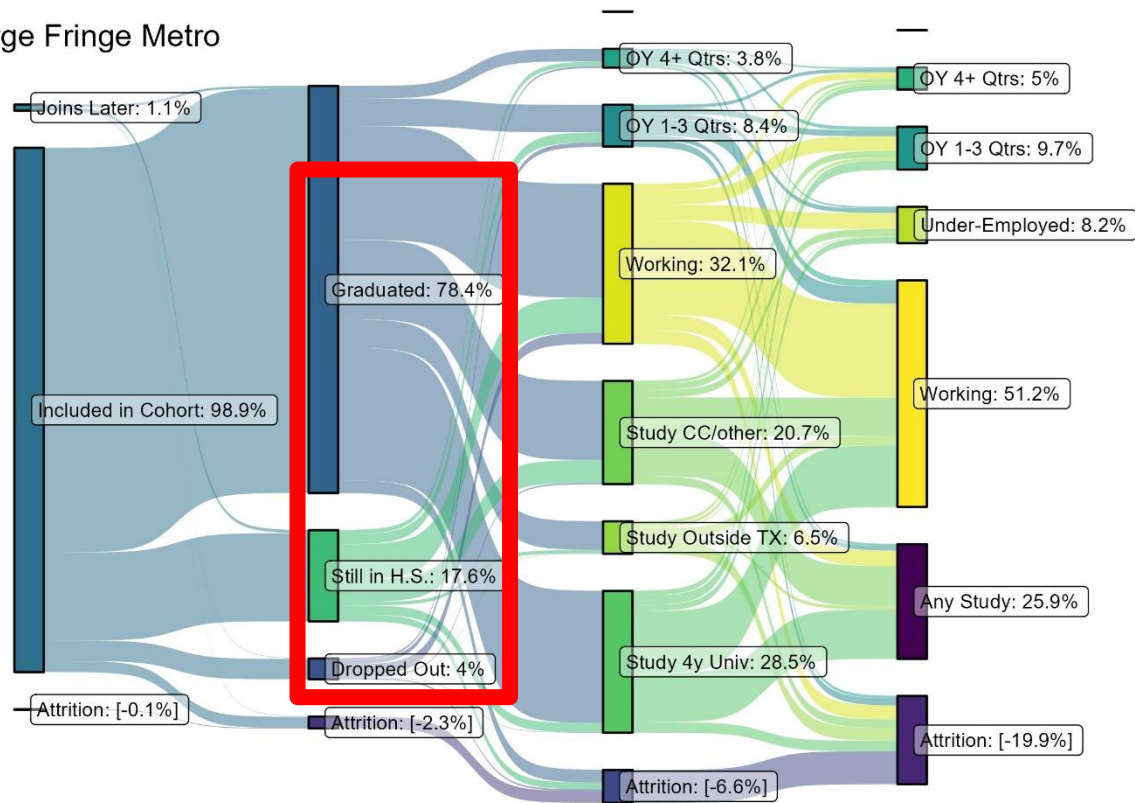 rge Fringe Metro
Joins Later: 1.1%
Included in Cohort: 98.9%
Attrition: [-0.1%]
Graduated: 78.4%
Still in H.S.: 17.6%
Dropped Out: 4%
Attrition: [-2.3%]
OY 4+ Qtrs: 3.8%
OY 1-3 Qtrs: 8.4%
Working: 32.1%
Study CC/other: 20.7%
Study Outside TX: 6.5%
Study 4y Univ: 28.5%
Attrition: [-6.6%]
OY 4+ Qtrs: 5%
OY 1-3 Qtrs: 9.7%
Under-Employed: 8.2%
Working: 51.2%
Any Study: 25.9%
Attrition: [-19.9%]